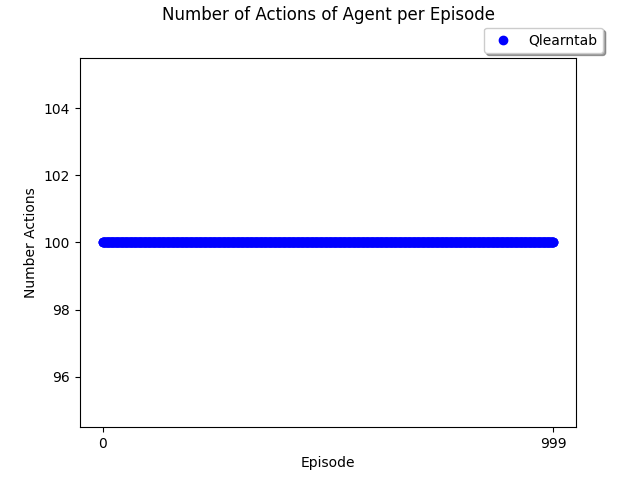 Number of Actions of Agent per Episode
Qlearntab
104
102
100
98
96
Number Actions
0
999
Episode